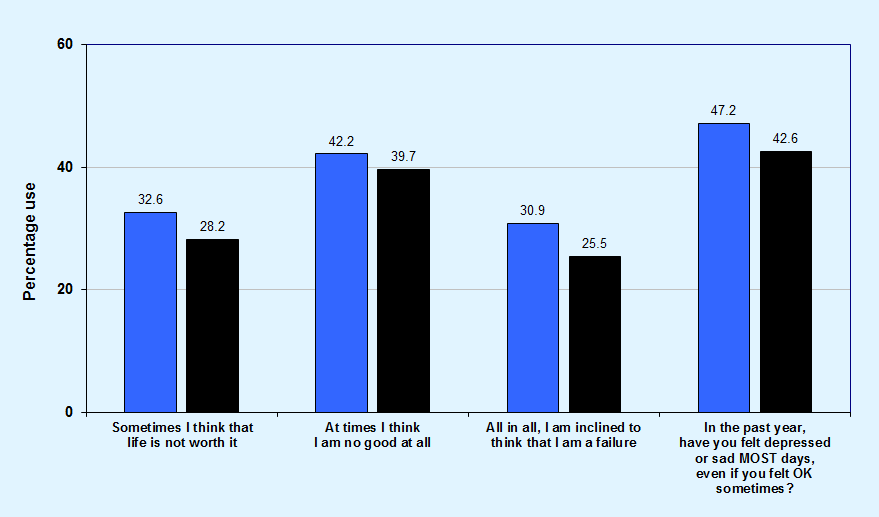 60
40
20
0
Percentage use
32.6
28.2
42.2
39.7
30.9
25.5
47.2
42.6
Sometimes I think that
life is not worth it
At times I think
I am no good at all
All in all, I am inclined to
think that I am a failure
In the past year,
have you felt depressed
or sad MOST days,
even if you felt OK
sometimes?